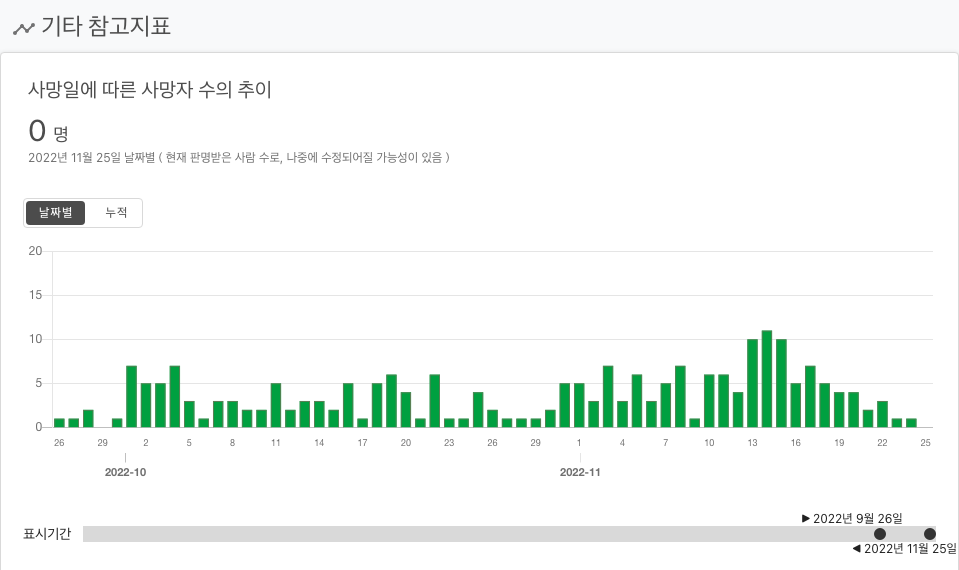 기타 참고지표
사망일에 따른 사망자 수의 추이
0 명
2022년 11월 25일 날짜별 ( 현재 판명받은 사람 수로, 나중에 수정되어질 가능성이 있음 )
날짜별 누적
20
15
10
5
0
26 29 2 5 8 11 14 17 20 23 26 29 1 4 7 10 13 16 19 22 25
2022-10 2022-11
▶ 2022년 9월 26일
표시기간
◀ 2022년 11월 25일